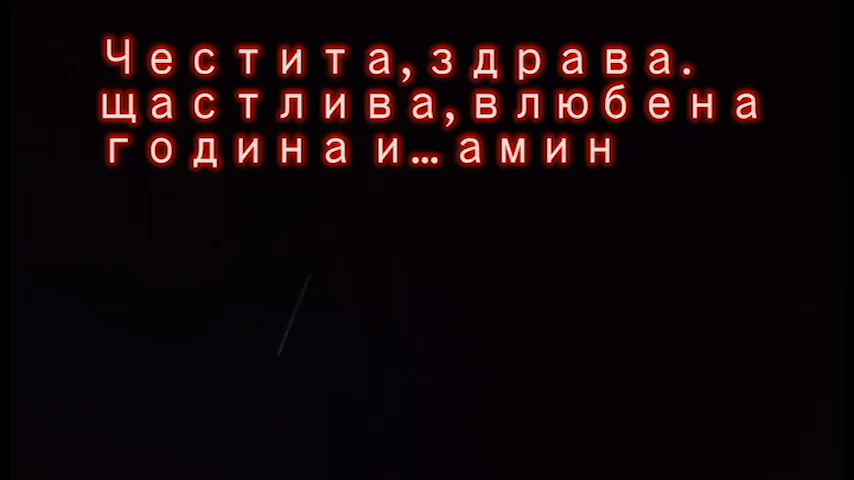 Честита,здрава.
щастлива,влюбена
година и… амин